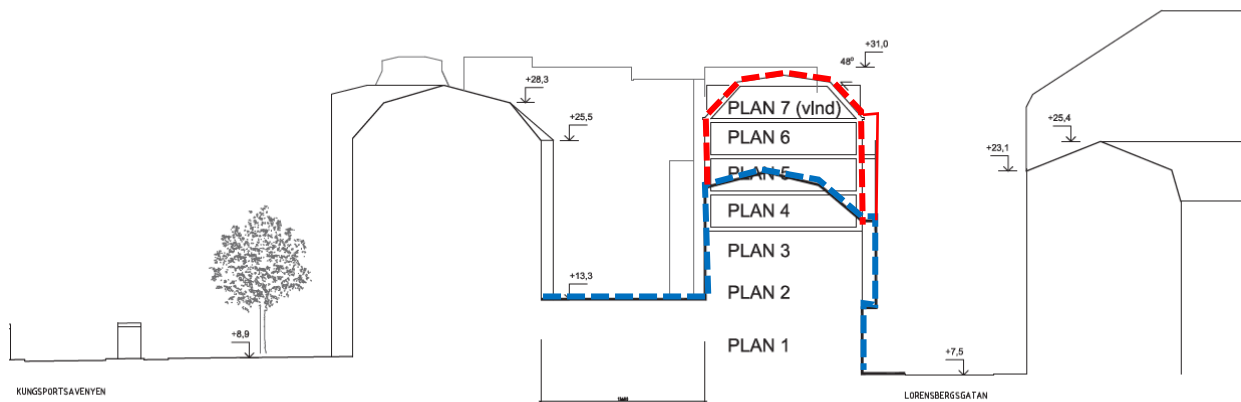 +31,0
48°
+28,3
+25,5
PLAN 7 (vInd)
PLAN 6
PLAN 5
PLAN 4
PLAN 3
PLAN 2
PLAN 1
+25,4
+23,1
+13,3
+8,9
+7,5
KUNGSPORTSAVENYEN
LORENSBERGSGATAN